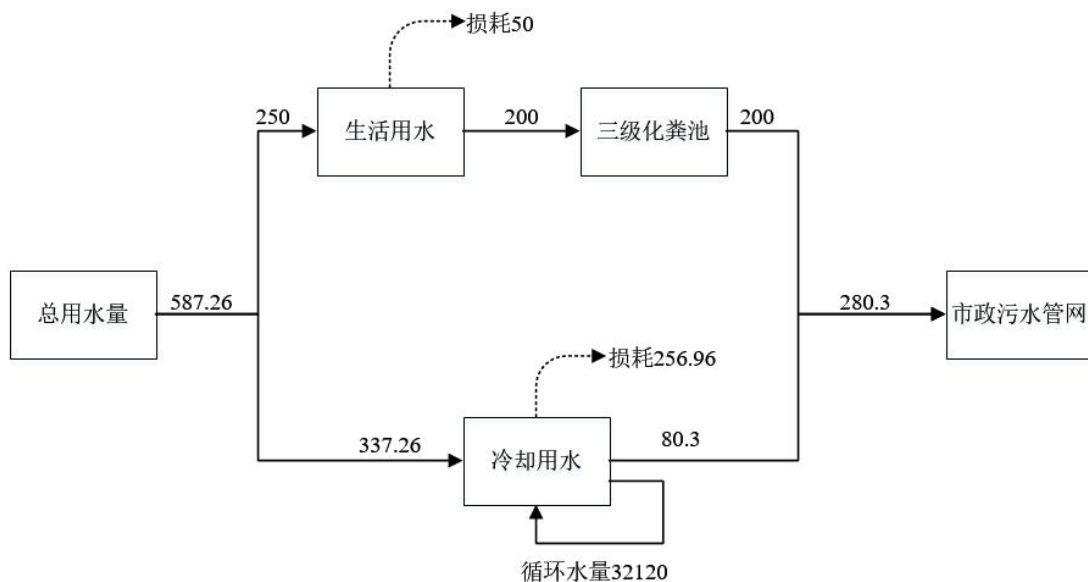 损耗50
250
生活用水
200
三级化粪池
200
总用水量
587.26
280.3
市政污水管网
损耗256.96
337.26
冷却用水
80.3
循环水量32120